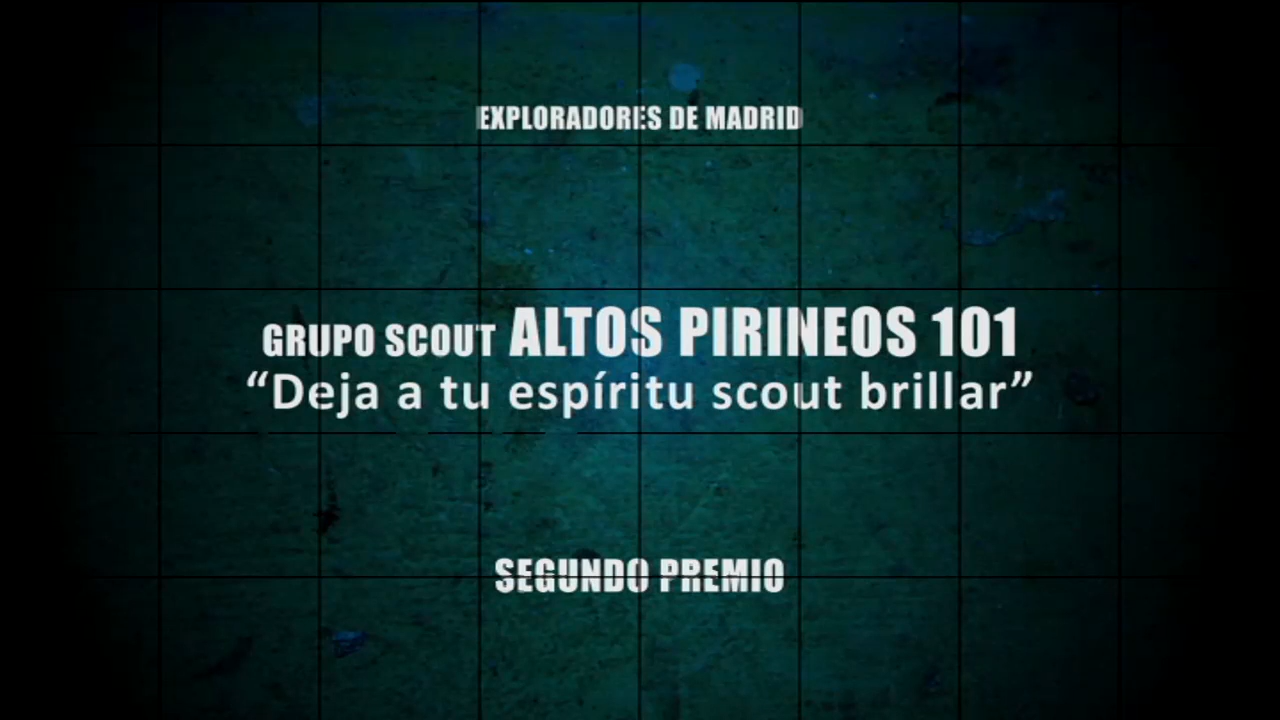 EXPLORADORES DE MADRID
GRUPO SCOUT ALTOS PIRINEOS 101
“Deja a tu espíritu scout brillar”
SEGUNDO PREMIO